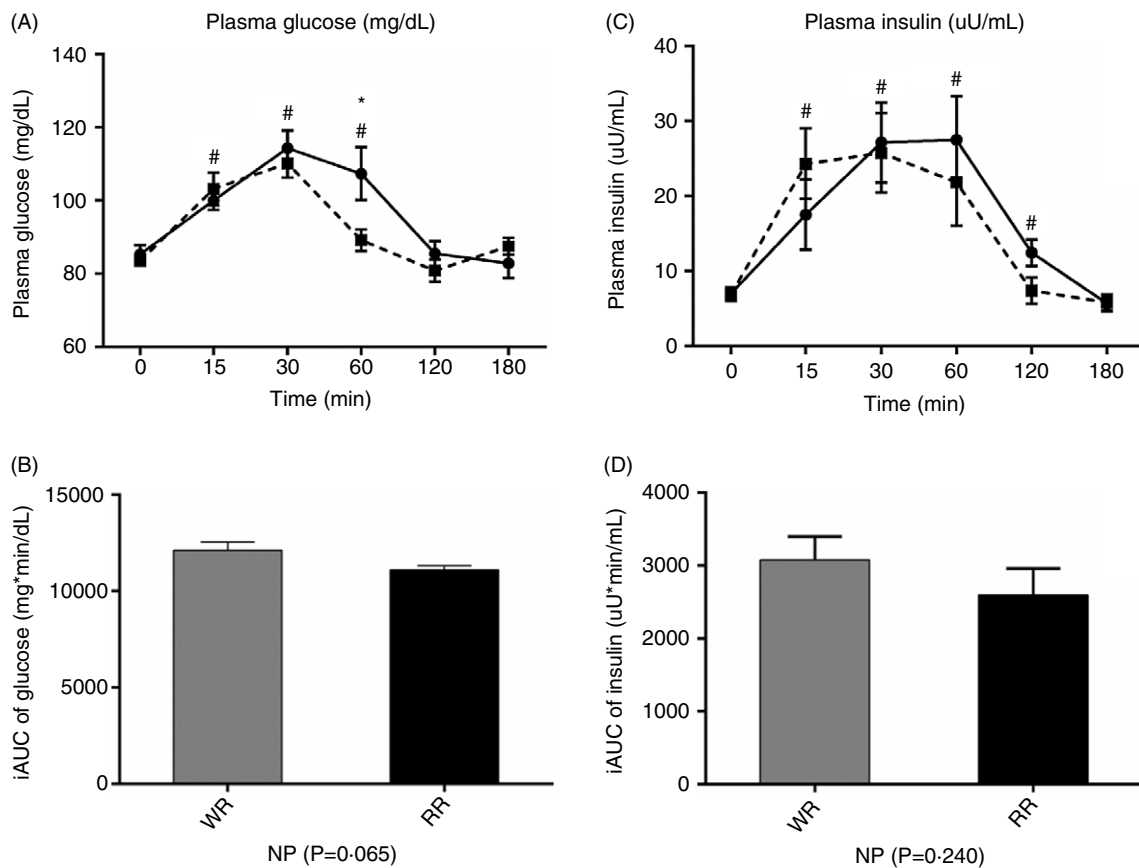 (A)
Plasma glucose (mg/dL)
Plasma glucose (mg/dL)
140
120
100
80
60
#
#
*
#
0
15
30
60
120
180
Time (min)
(C)
Plasma insulin (uU/mL)
Plasma insulin (uU/mL)
40
30
20
10
0
#
#
#
#
0
15
30
60
120
180
Time (min)
(B)
iAUC of glucose (mg*min/dL)
15000
10000
5000
0
WR
RR
NP (P=0·065)
(D)
iAUC of insulin (uU*min/mL)
4000
3000
2000
1000
0
WR
RR
NP (P=0·240)